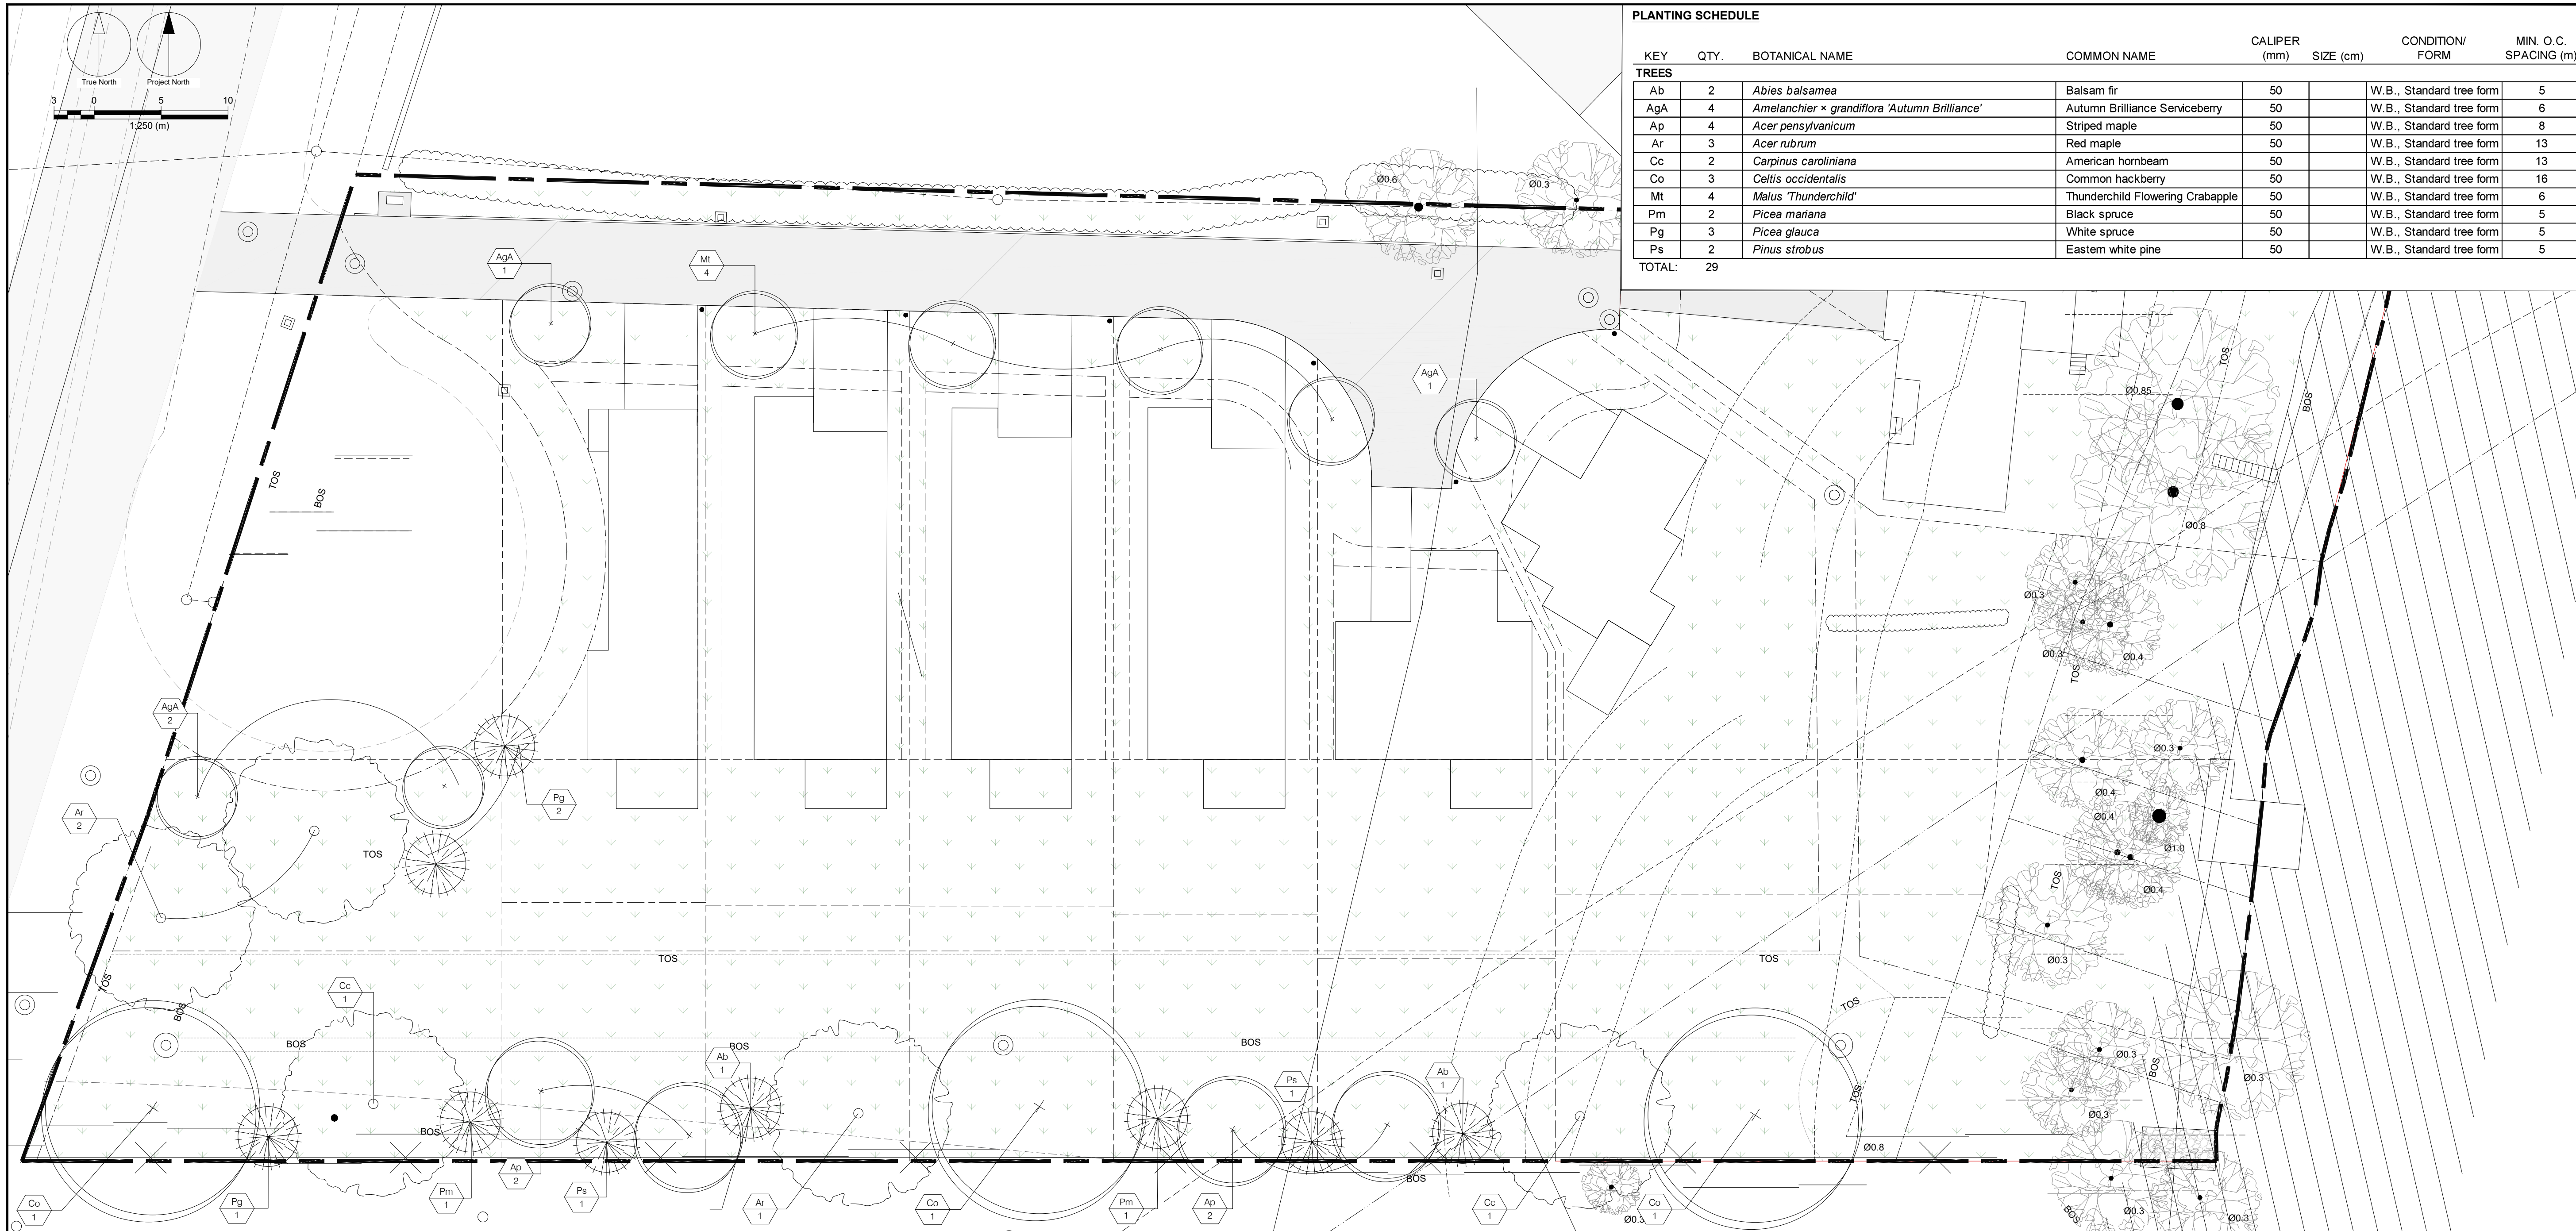 PLANTING SCHEDULE
KEY QTY. BOTANICAL NAME COMMON NAME CALIPER (mm) SIZE (cm) CONDITION/ FORM MIN. O.C. SPACING (m)
TREES
Ab 2 Abies balsamea Balsam fir 50 W.B., Standard tree form 5
AgA 4 Amelanchier × grandiflora 'Autumn Brilliance' Autumn Brilliance Serviceberry 50 W.B., Standard tree form 6
Ap 4 Acer pensylvanicum Striped maple 50 W.B., Standard tree form 8
Ar 3 Acer rubrum Red maple 50 W.B., Standard tree form 13
Cc 2 Carpinus caroliniana American hornbeam 50 W.B., Standard tree form 13
Co 3 Celtis occidentalis Common hackberry 50 W.B., Standard tree form 16
Mt 4 Malus 'Thunderchild' Thunderchild Flowering Crabapple 50 W.B., Standard tree form 6
Pm 2 Picea mariana Black spruce 50 W.B., Standard tree form 5
Pg 3 Picea glauca White spruce 50 W.B., Standard tree form 5
Ps 2 Pinus strobus Eastern white pine 50 W.B., Standard tree form 5
TOTAL: 29
True North
Project North
3 0 5 10
1:250 (m)
Ø0.6
Ø0.3
AgA
1
Mt
4
AgA
1
TOS
BOS
Ø0.85
Ø0.8
TOS
BOS
Ø0.3
Ø0.3
Ø0.4
TOS
AgA
2
Ar
2
Pg
2
TOS
Ø0.3
Ø0.4
Ø0.4
Ø1.0
Ø0.4
TOS
Ø0.3
TOS
TOS
TOS
TOS
BOS
BOS
Cc
1
BOS
BOS
TOS
TOS
Ab
1
Ps
1
Ab
1
Ø0.3
BOS
Ø0.3
Ø0.3
BOS
Ø0.8
Ap
2
BOS
Co
1
Pg
1
Pm
1
Ps
1
Ar
1
Co
1
Pm
1
Ap
2
Cc
1
Ø0.3
Co
1
BOS
Ø0.3
Ø0.3